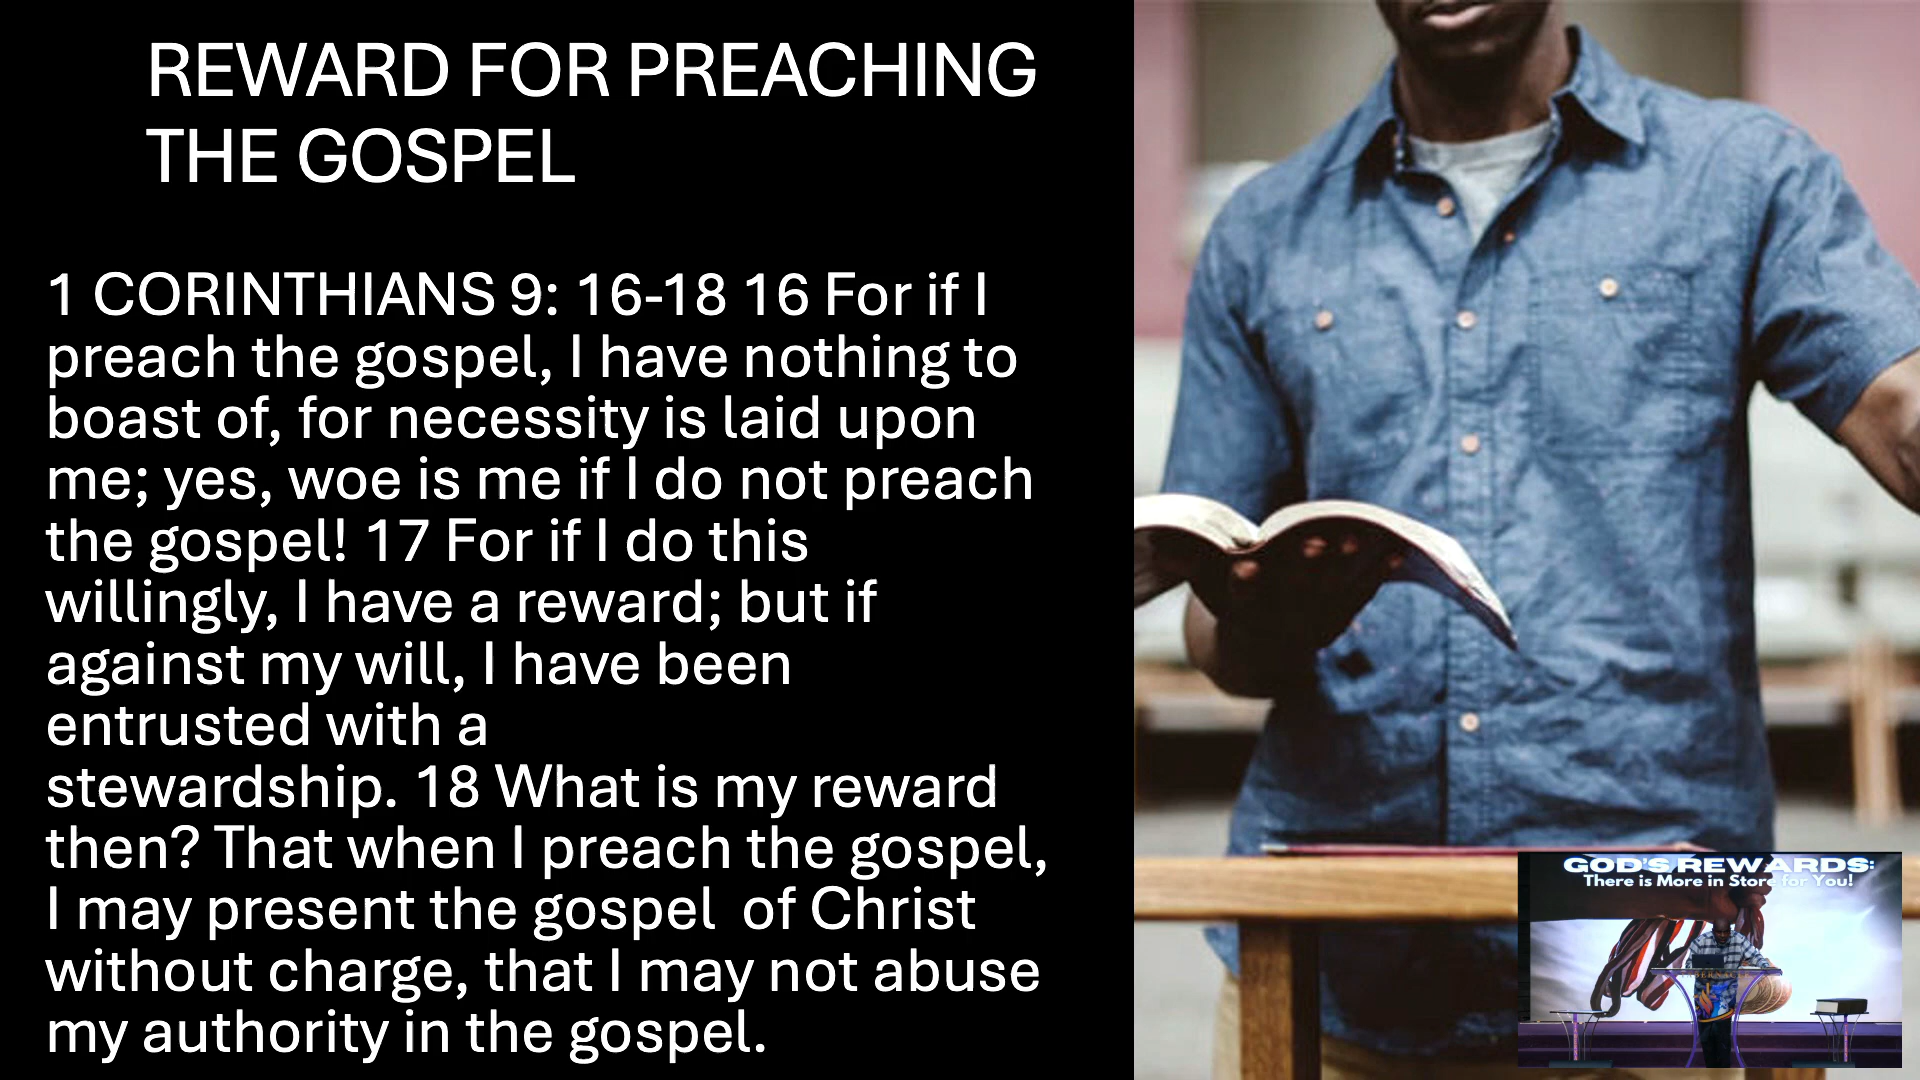 REWARD FOR PREACHING
THE GOSPEL
1 CORINTHIANS 9: 16-18 16 For if I
preach the gospel, I have nothing to
boast of, for necessity is laid upon
me; yes, woe is me if I do not preach
the gospel! 17 For if I do this
willingly, I have a reward; but if
against my will, I have been
entrusted with a
stewardship. 18 What is my reward
then? That when I preach the gospel,
I may present the gospel  of Christ
without charge, that I may not abuse
my authority in the gospel.
GOD'S REWARDS:
There is More in Store for You!